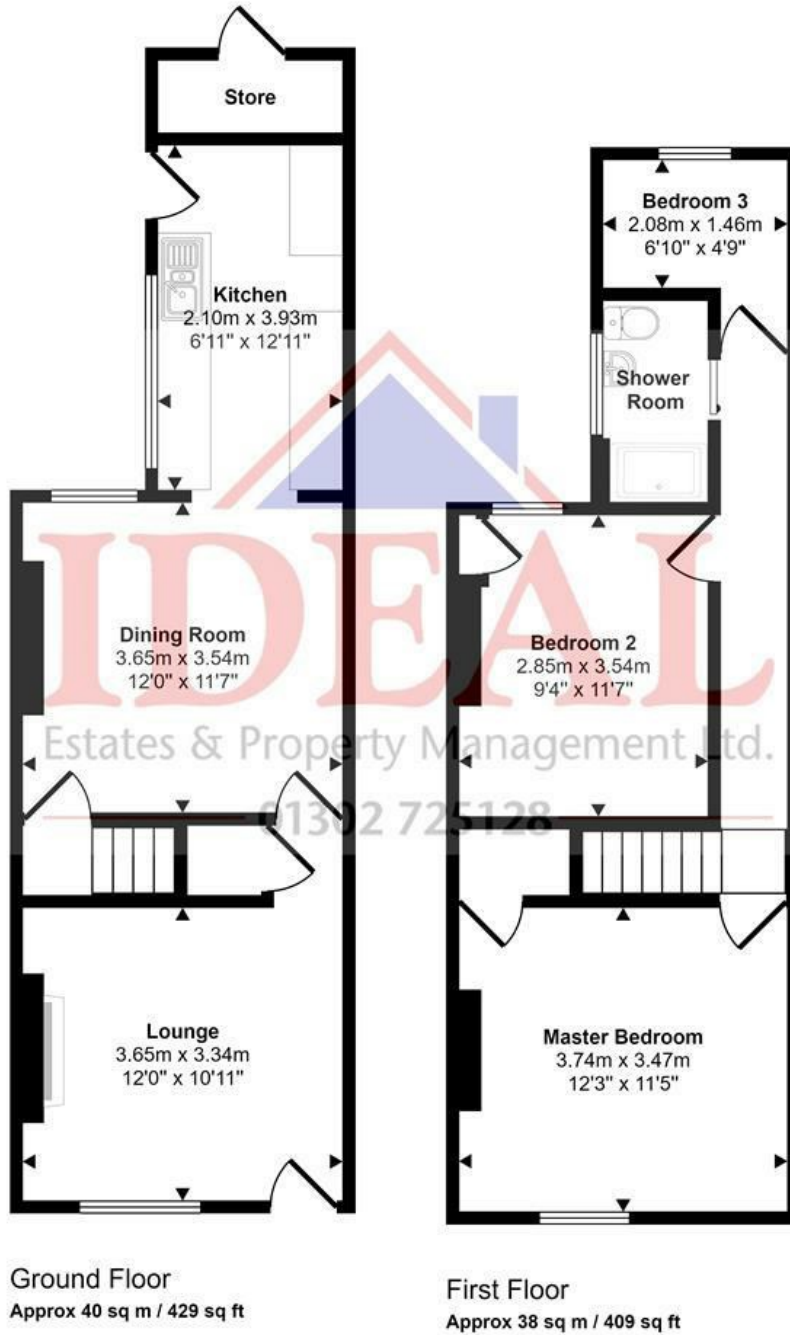 Store
Kitchen
2.10m x 3.93m
6'11" x 12'11"
Dining Room
3.65m x 3.54m
12'0" x 11'7"
Lounge
3.65m x 3.34m
12'0" x 10'11"
Ground Floor
Approx 40 sq m / 429 sq ft
Bedroom 3
2.08m x 1.46m
6'10" x 4'9"
Shower
Room
Bedroom 2
2.85m x 3.54m
9'4" x 11'7"
Master Bedroom
3.74m x 3.47m
12'3" x 11'5"
First Floor
Approx 38 sq m / 409 sq ft
IDEAL
Estates & Property Management Ltd.
01302 725128